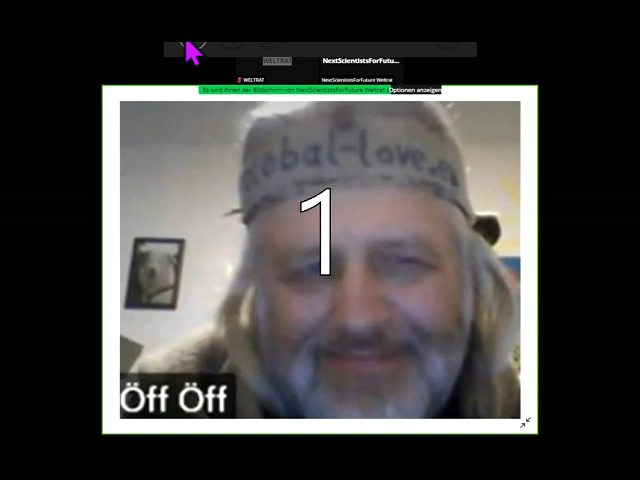 WELTRAT
NextScientistsForFutu...
WELTRAT
NextScientistsForFuture Weltrat
Es wird Ihnen der Bildschirm von NextScientistsForFuture Weltrat
Optionen anzeigen
lobal-love.
1
Öff Öff